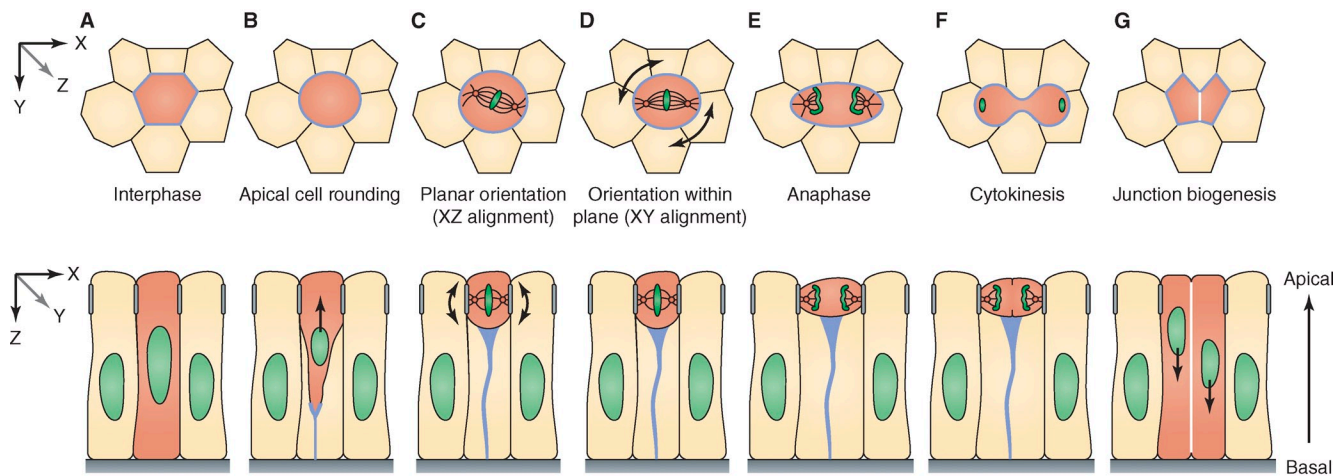 A
B
C
D
E
F
G
X
Z
Y
Interphase
Apical cell rounding
Planar orientation
(XZ alignment)
Orientation within
plane (XY alignment)
Anaphase
Cytokinesis
Junction biogenesis
X
Y
Z
Apical
Basal